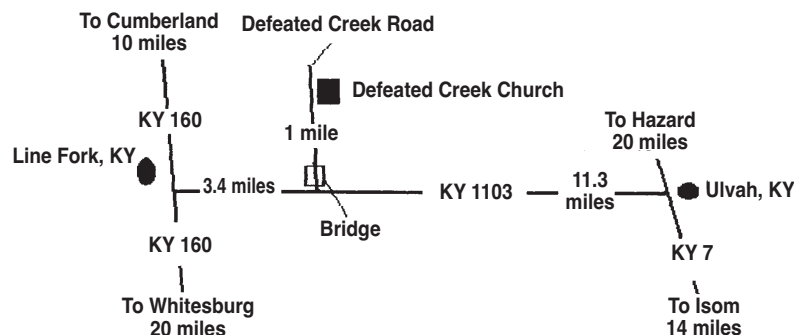 To Cumberland
10 miles
Defeated Creek Road
Defeated Creek Church
KY 160
1 mile
To Hazard
20 miles
Line Fork, KY
3.4 miles
KY 1103
11.3
miles
Ulvah, KY
Bridge
KY 160
KY 7
To Whitesburg
20 miles
To Isom
14 miles